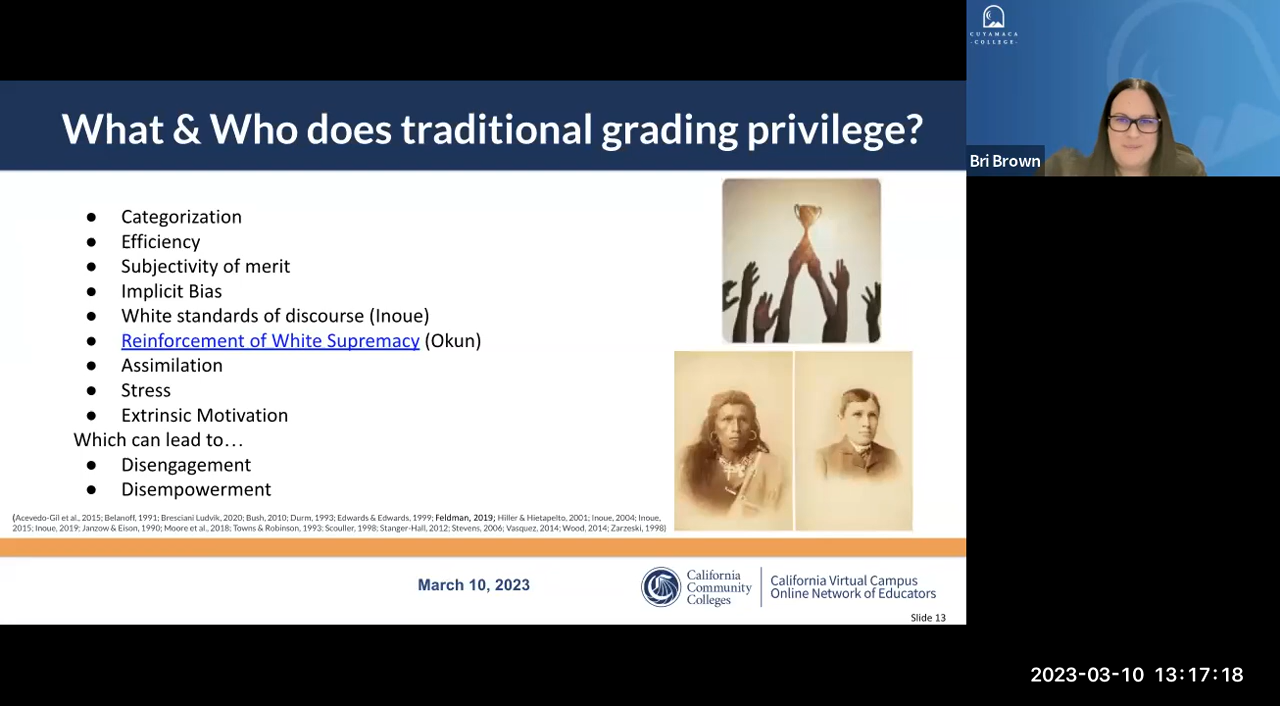 What & Who does traditional grading privilege?
● Categorization
● Efficiency
● Subjectivity of merit
● Implicit Bias
● White standards of discourse (Inoue)
● Reinforcement of White Supremacy (Okun)
● Assimilation
● Stress
● Extrinsic Motivation
Which can lead to…
● Disengagement
● Disempowerment
(Acevedo-Gil et al., 2015; Belanoff, 1991; Bresciani Ludvik, 2020; Bush, 2010; Durm, 1993; Edwards & Edwards, 1999; Feldman, 2019; Hiller & Hietapelto, 2001; Inoue, 2004; Inoue,
2015; Inoue, 2019; Janzow & Eison, 1990; Moore et al., 2018; Towns & Robinson, 1993; Scouller, 1998; Stanger-Hall, 2012; Stevens, 2006; Vasquez, 2014; Wood, 2014; Zarzeski, 1998)
March 10, 2023
California
Community
Colleges
California Virtual Campus
Online Network of Educators
Slide 13
CUYAMACA
-COLLEGE-
Bri Brown
2023-03-10 13:17:18